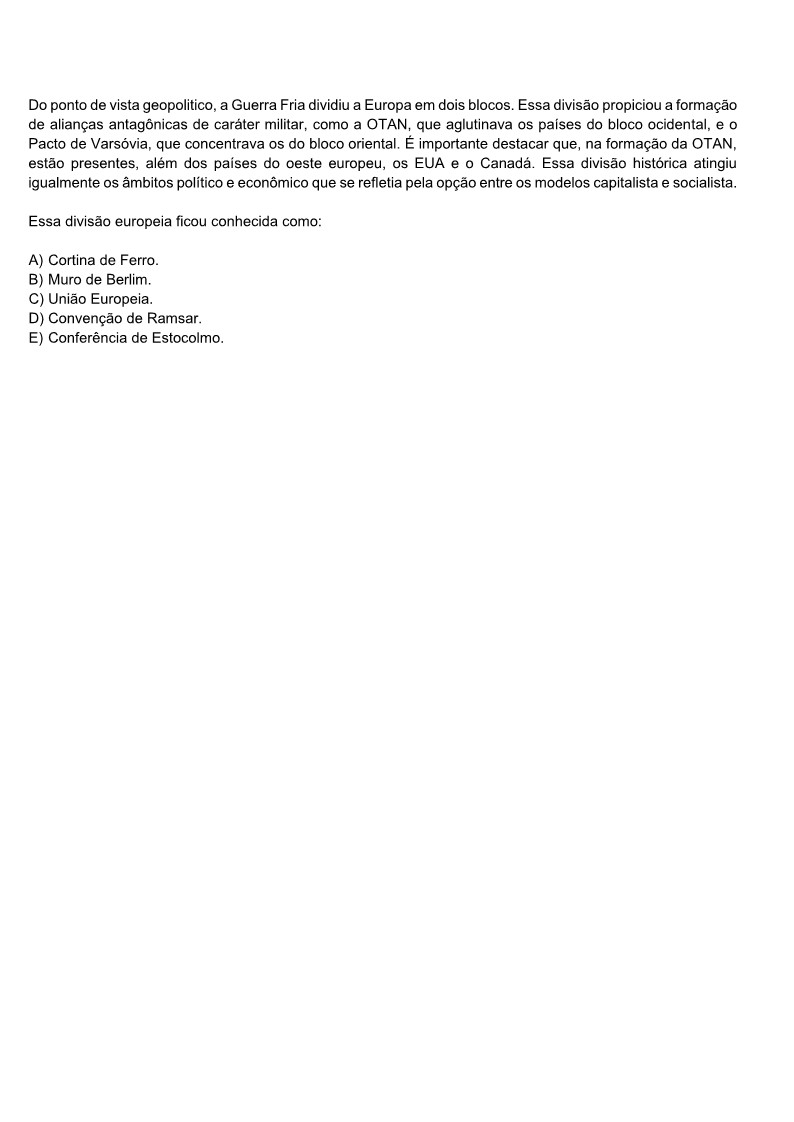 Do ponto de vista geopolitico, a Guerra Fria dividiu a Europa em dois blocos. Essa divisão propiciou a formação
de alianças antagônicas de caráter militar, como a OTAN, que aglutinava os países do bloco ocidental, e o
Pacto de Varsóvia, que concentrava os do bloco oriental. É importante destacar que, na formação da OTAN,
estão presentes, além dos países do oeste europeu, os EUA e o Canadá. Essa divisão histórica atingiu
igualmente os âmbitos político e econômico que se refletia pela opção entre os modelos capitalista e socialista.
Essa divisão europeia ficou conhecida como:
A) Cortina de Ferro.
B) Muro de Berlim.
C) União Europeia.
D) Convenção de Ramsar.
E) Conferência de Estocolmo.